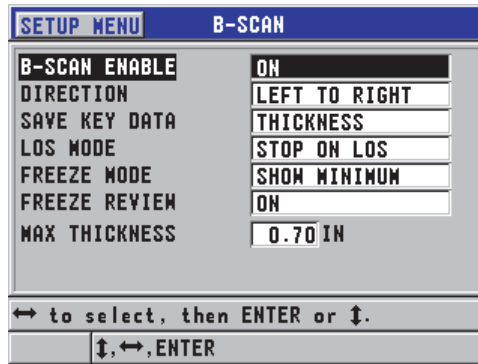 SETUP MENU B-SCAN
B-SCAN ENABLE ON
DIRECTION LEFT TO RIGHT
SAVE KEY DATA THICKNESS
LOS MODE STOP ON LOS
FREEZE MODE SHOW MINIMUM
FREEZE REVIEW ON
MAX THICKNESS 0.70 IN
↔ to select, then ENTER or ↕.
↕,↔,ENTER